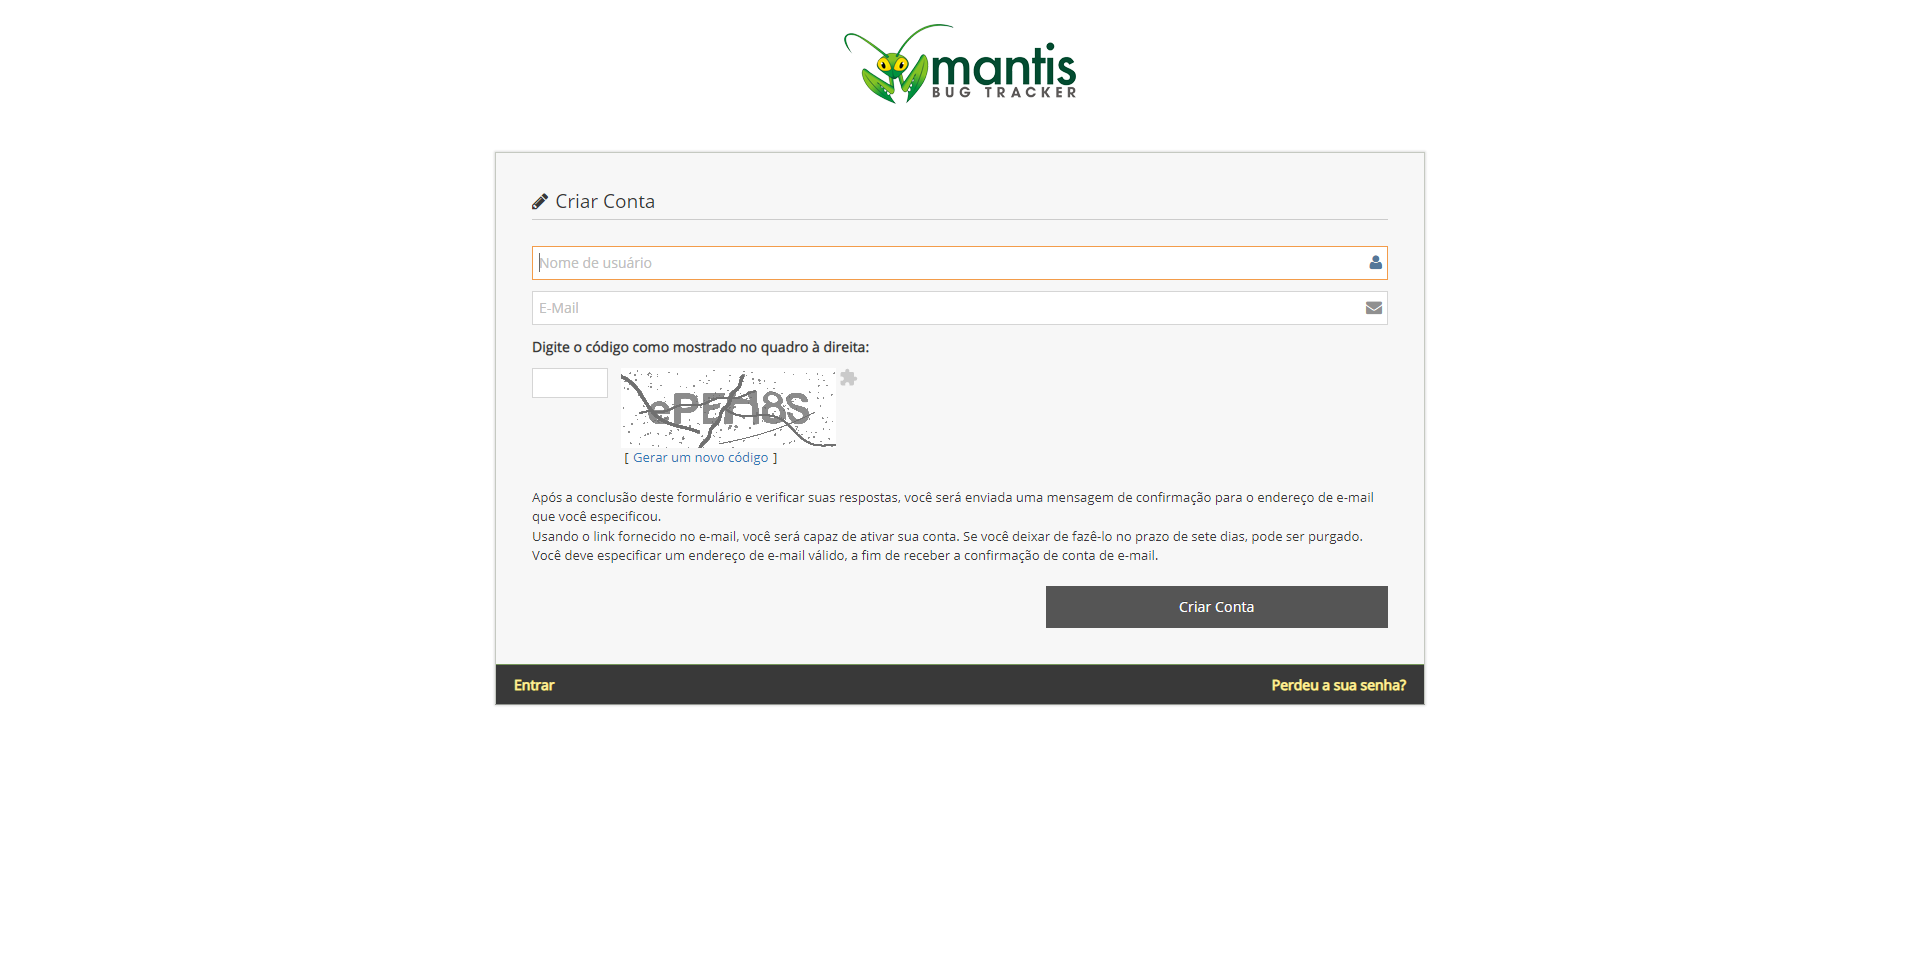 mantis
BUG TRACKER
Criar Conta
Nome de usuário
E-Mail
Digite o código como mostrado no quadro à direita:
[ Gerar um novo código ]
Após a conclusão deste formulário e verificar suas respostas, você será enviada uma mensagem de confirmação para o endereço de e-mail
que você especificou.
Usando o link fornecido no e-mail, você será capaz de ativar sua conta. Se você deixar de fazê-lo no prazo de sete dias, pode ser purgado.
Você deve especificar um endereço de e-mail válido, a fim de receber a confirmação de conta de e-mail.
Criar Conta
Entrar
Perdeu a sua senha?